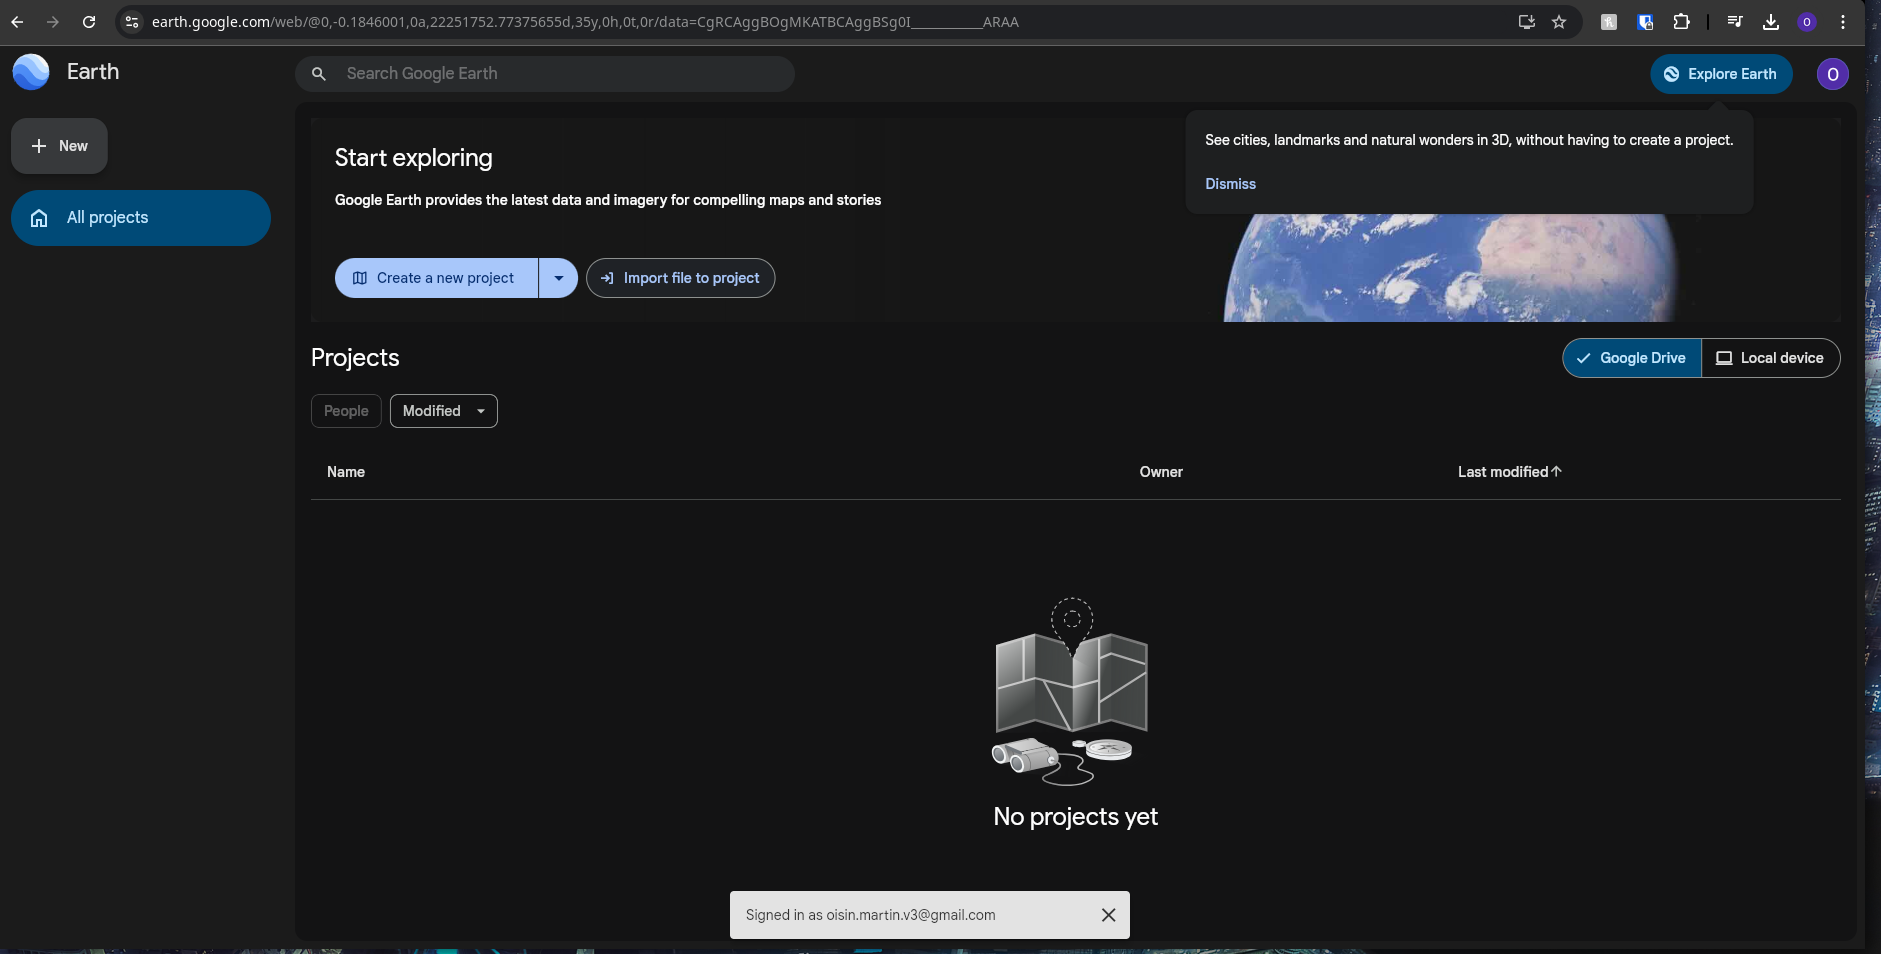 earth.google.com/web/@0,-0.1846001,0a,22251752.77375655d,35y,0h,0t,0r/data=CgRCAggBOgMKATBCAggBSg0I___________ARAA
O
Earth
Search Google Earth
Explore Earth
O
New
All projects
Start exploring
Google Earth provides the latest data and imagery for compelling maps and stories
See cities, landmarks and natural wonders in 3D, without having to create a project.
Dismiss
Create a new project
Import file to project
Projects
Google Drive
Local device
People
Modified
Name
Owner
Last modified
No projects yet
Signed in as oisin.martin.v3@gmail.com